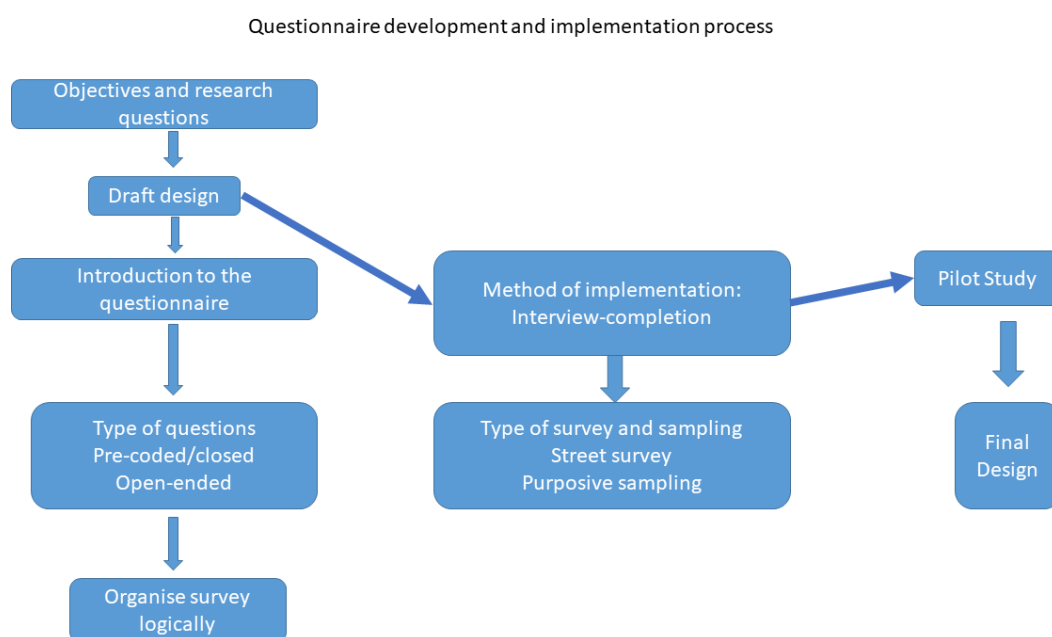 Questionnaire development and implementation process
Objectives and research
questions
Draft design
Introduction to the
questionnaire
Type of questions
Pre-coded/closed
Open-ended
Organise survey
logically
Method of implementation:
Interview-completion
Type of survey and sampling
Street survey
Purposive sampling
Pilot Study
Final
Design